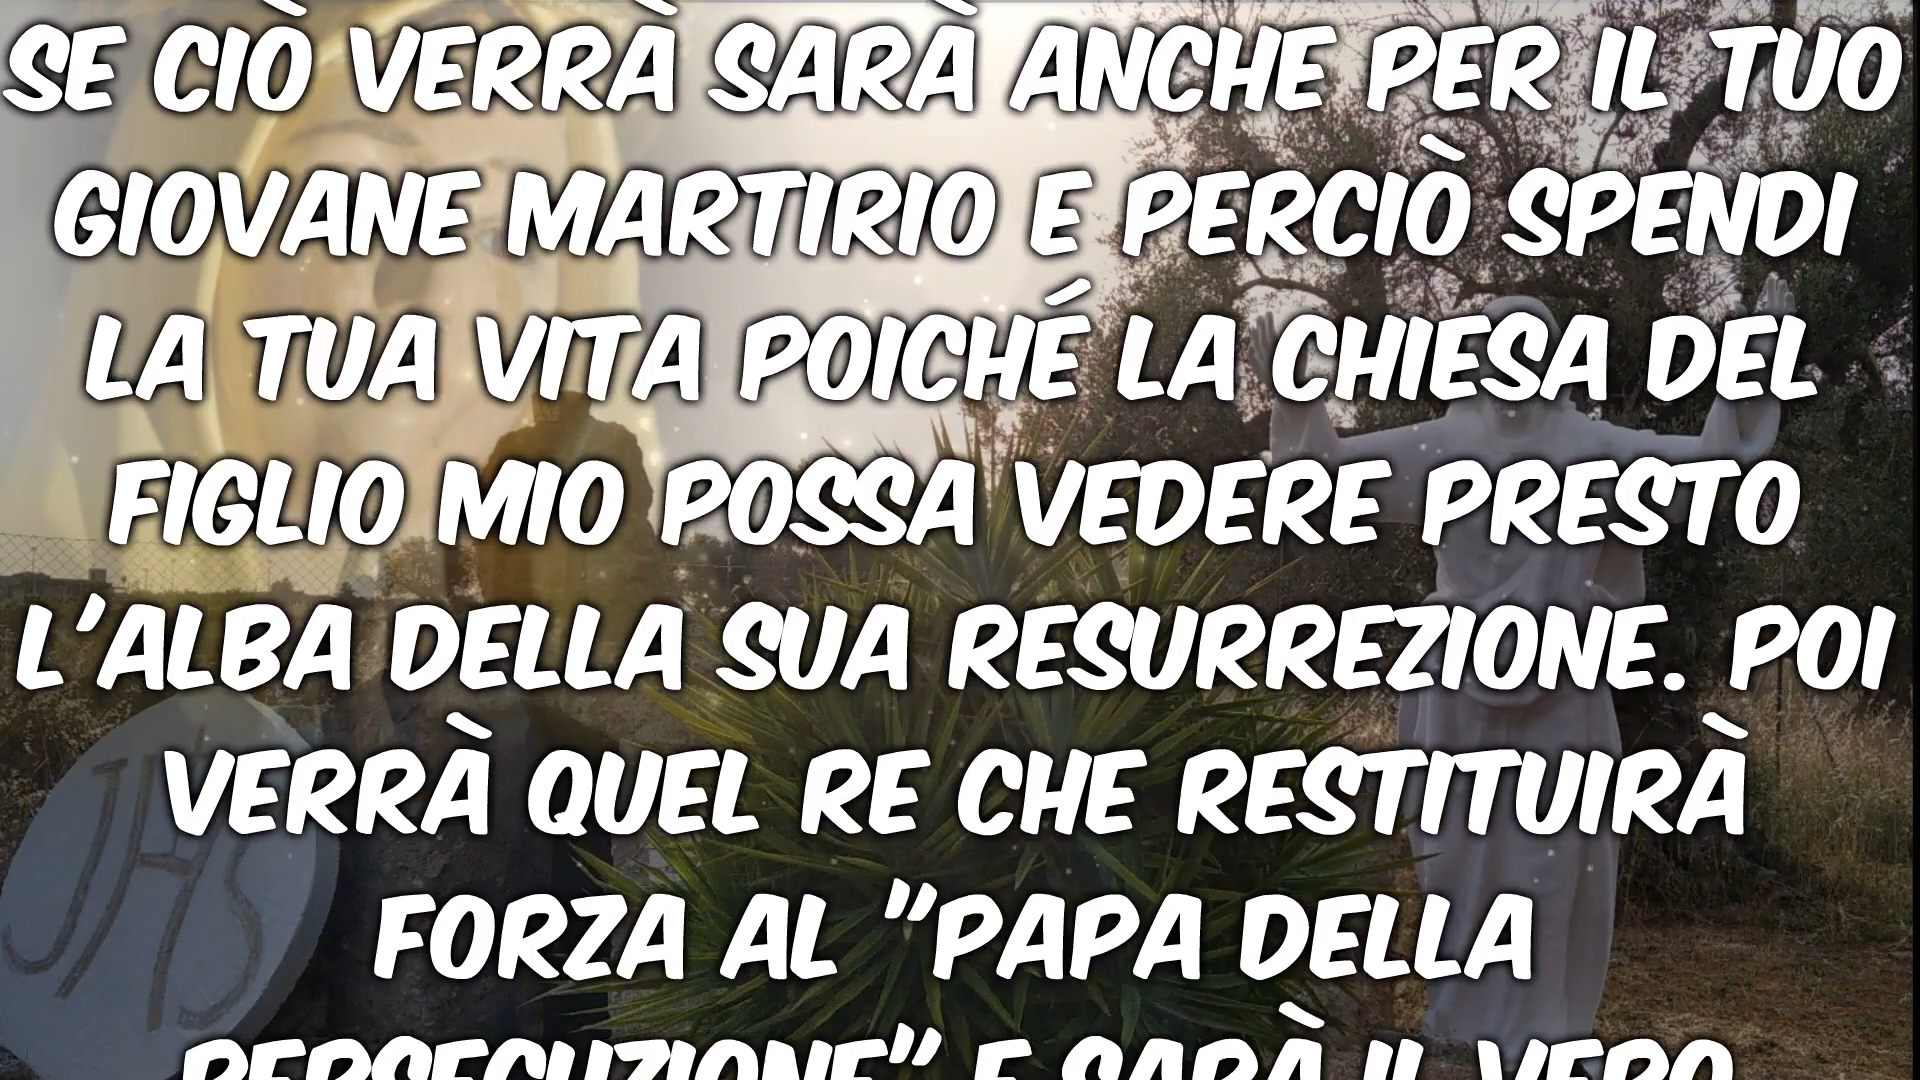 SE CIÒ VERRÀ SARÀ ANCHE PER IL TUO
GIOVANE MARTIRIO E PERCIÒ SPENDI
LA TUA VITA POICHÉ LA CHIESA DEL
FIGLIO MIO POSSA VEDERE PRESTO
L'ALBA DELLA SUA RESURREZIONE. POI
VERRÀ QUEL RE CHE RESTITUIRÀ
FORZA AL "PAPA DELLA
PERSECUZIONE" E SARÀ IL VERO
JHS